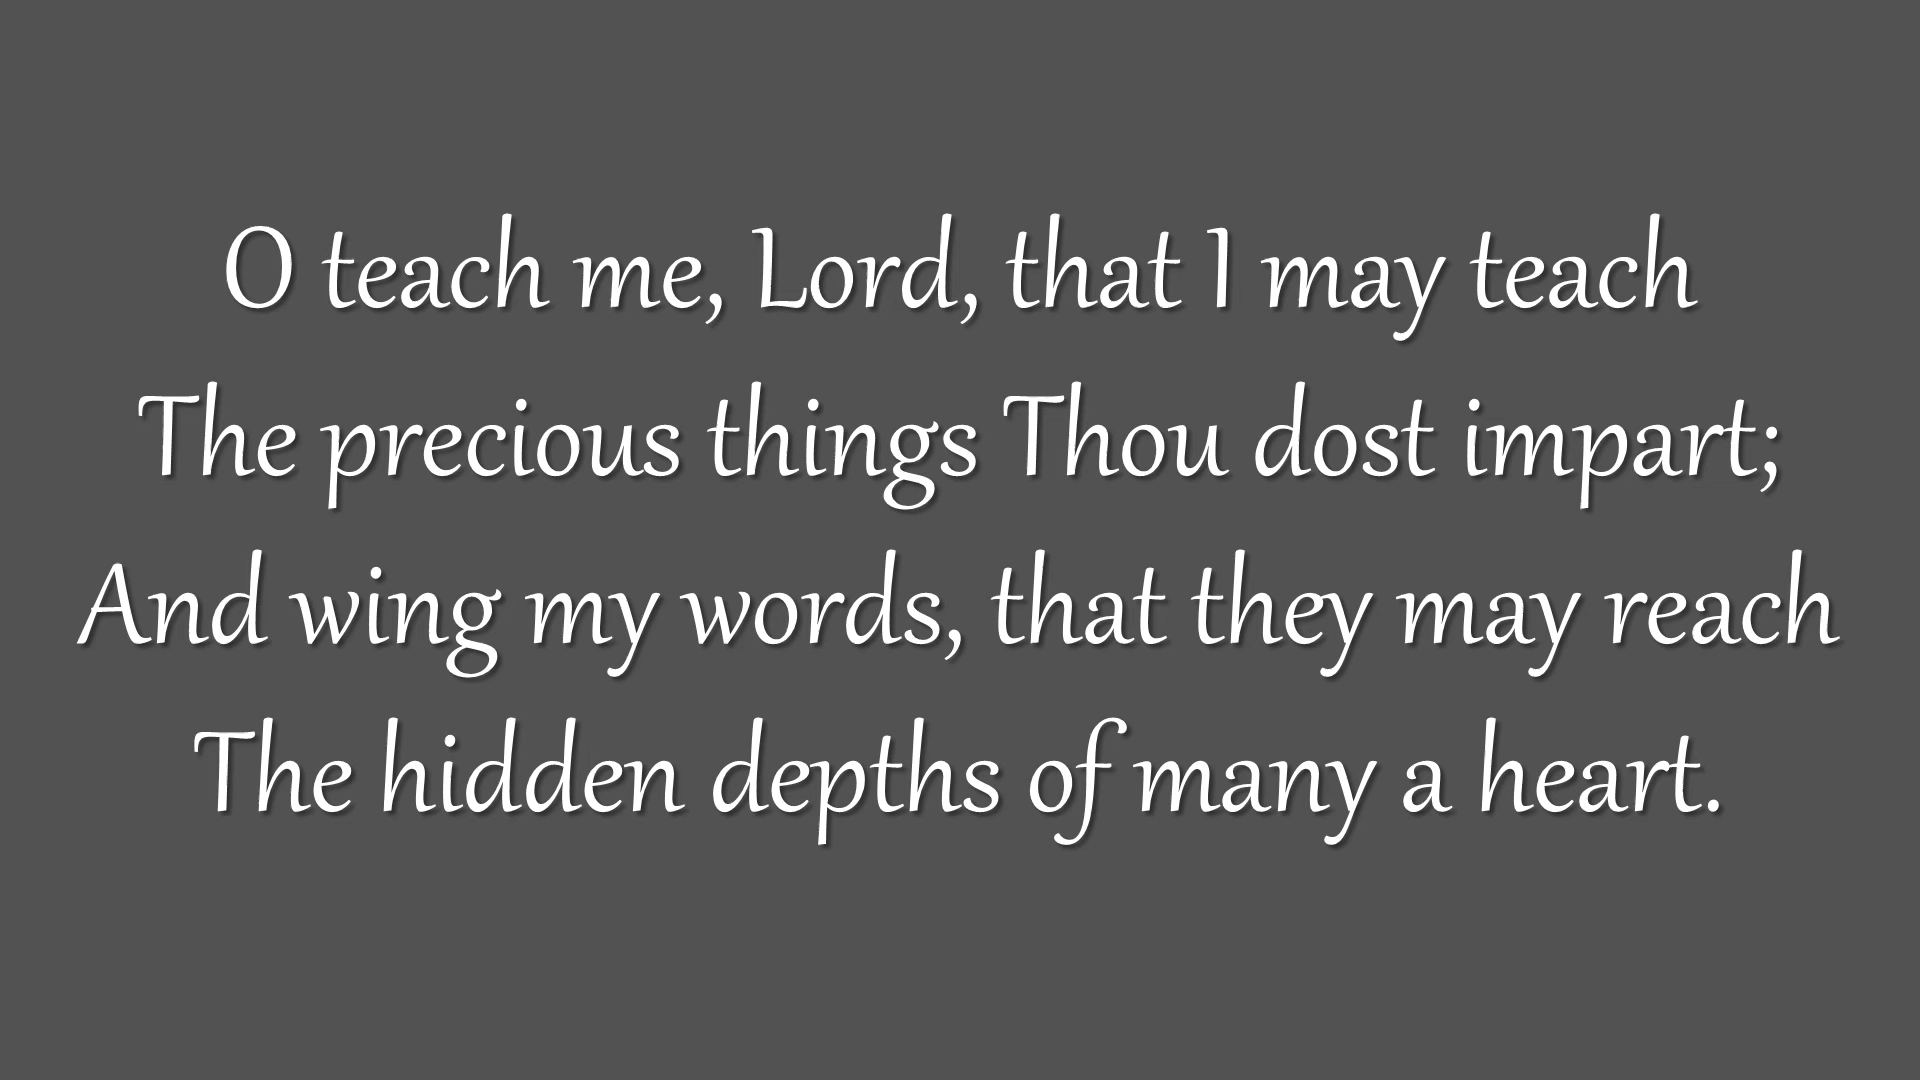 O teach me, Lord, that I may teach
The precious things Thou dost impart;
And wing my words, that they may reach
The hidden depths of many a heart.